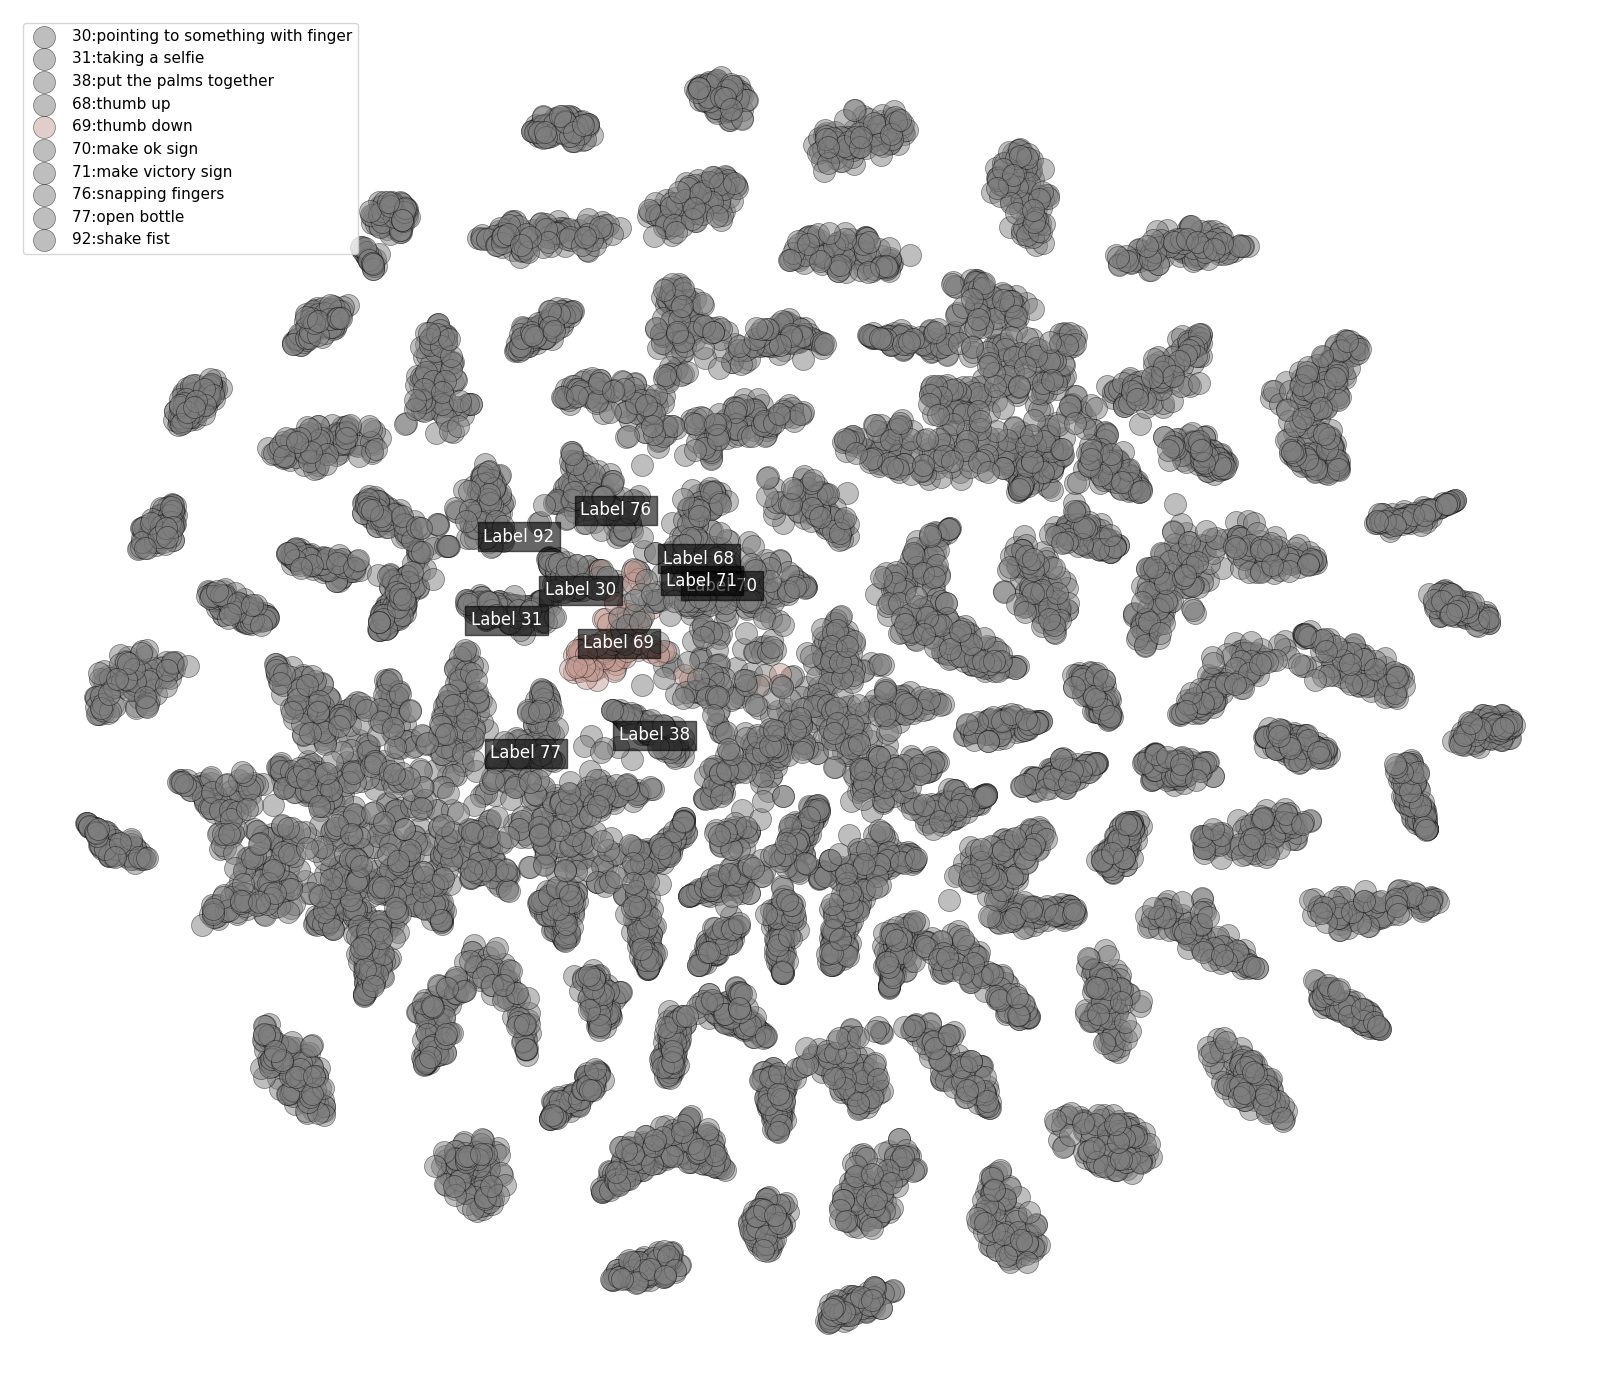 30:pointing to something with finger
31:taking a selfie
38:put the palms together
68:thumb up
69:thumb down
70:make ok sign
71:make victory sign
76:snapping fingers
77:open bottle
92:shake fist
Label 76
Label 92
Label 68
Label 71
Label 70
Label 30
Label 31
Label 69
Label 38
Label 77